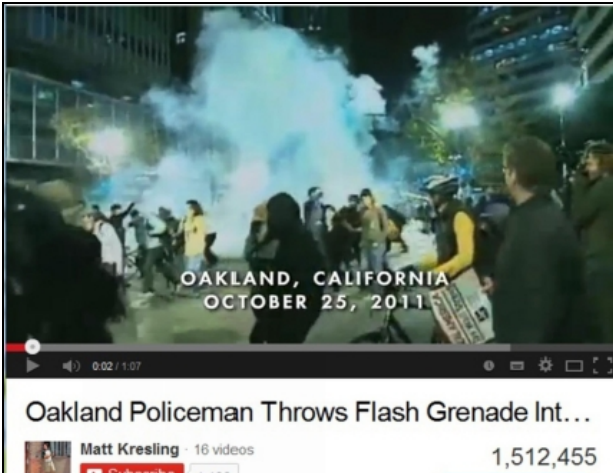 OAKLAND, CALIFORNIA
OCTOBER 25, 2011
0:02 / 1:07
Oakland Policeman Throws Flash Grenade Int...
Matt Kresling · 16 videos
Subscribe
1,512,455